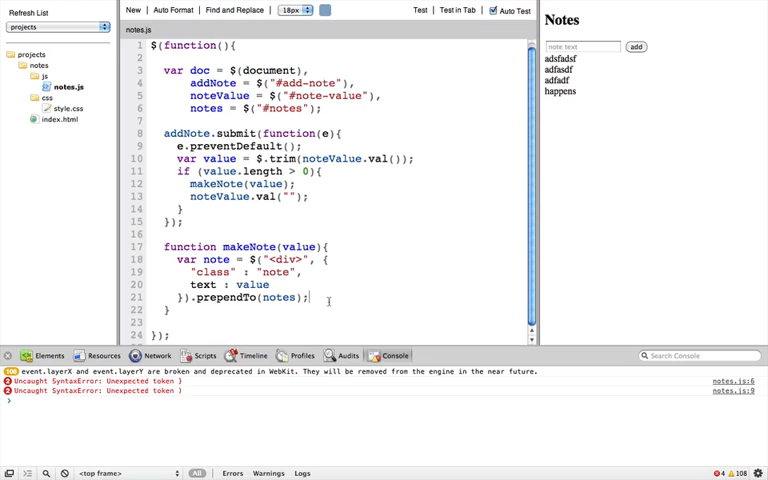 Refresh List
projects
projects
notes
js
notes.js
css
style.css
index.html
New Auto Format Find and Replace 18px Test Test in Tab Auto Test
notes.js
1 $(function(){
2
3 var doc = $(document),
4 addNote = $("#add-note"),
5 noteValue = $("#note-value"),
6 notes = $("#notes");
7
8 addNote.submit(function(e){
9 e.preventDefault();
10 var value = $.trim(noteValue.val());
11 if (value.length > 0){
12 makeNote(value);
13 noteValue.val("");
14 }
15 });
16
17 function makeNote(value){
18 var note = $("<div>", {
19 "class" : "note",
20 text : value
21 }).prependTo(notes);
22 }
23
24 });
Notes
note text add
adsfadsf
adfasdf
adfadf
happens
Elements Resources Network Scripts Timeline Profiles Audits Console Search Console
106 event.layerX and event.layerY are broken and deprecated in WebKit. They will be removed from the engine in the near future.
2 Uncaught SyntaxError: Unexpected token } notes.js:6
2 Uncaught SyntaxError: Unexpected token ) notes.js:9
>
<top frame> All Errors Warnings Logs 4 108